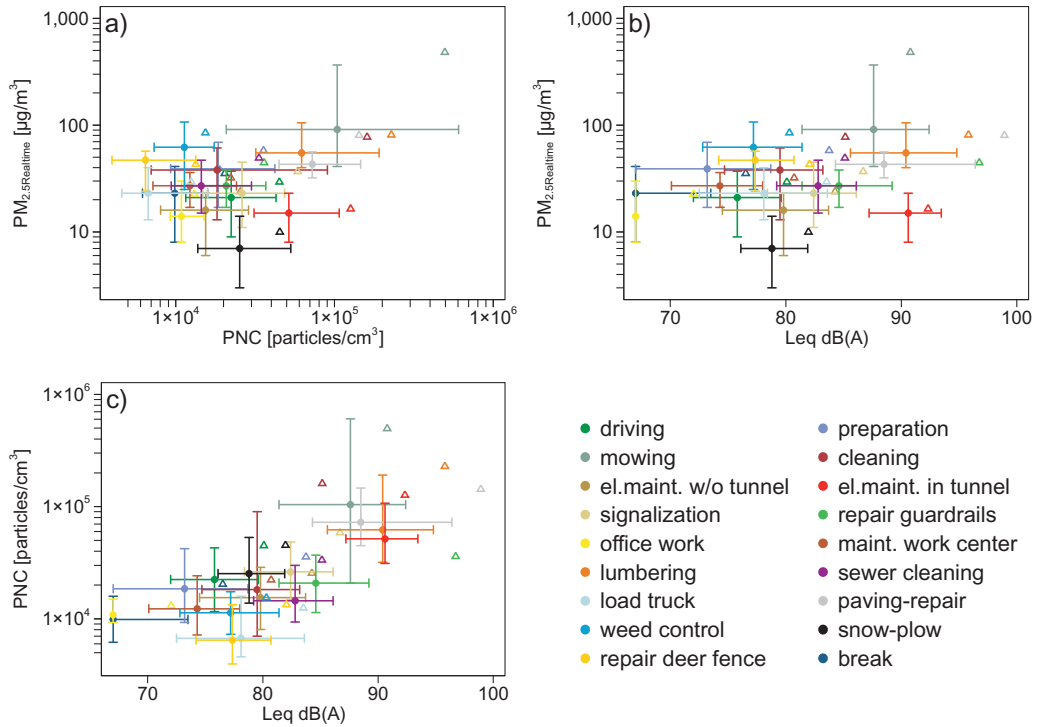 a)
1,000
100
10
PM2.5Realtime [µg/m³]
1×10⁴
1×10⁵
1×10⁶
PNC [particles/cm³]
b)
1,000
100
10
PM2.5Realtime [µg/m³]
70
80
90
100
Leq dB(A)
c)
1×10⁶
1×10⁵
1×10⁴
PNC [particles/cm³]
70
80
90
100
Leq dB(A)
driving
mowing
el.maint. w/o tunnel
signalization
office work
lumbering
load truck
weed control
repair deer fence
preparation
cleaning
el.maint. in tunnel
repair guardrails
maint. work center
sewer cleaning
paving-repair
snow-plow
break